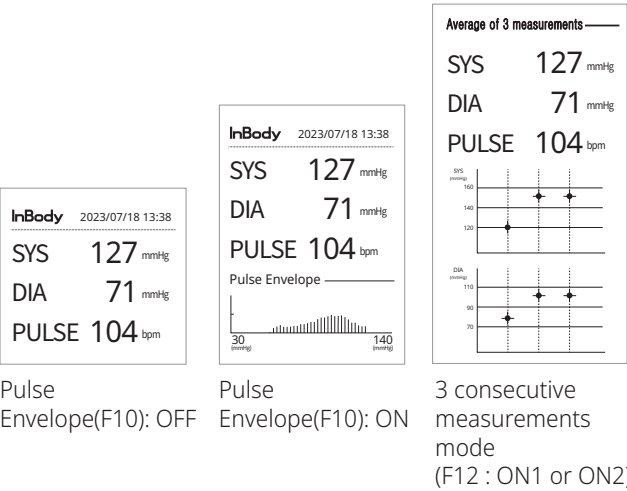 InBody 2023/07/18 13:38
SYS 127 mmHg
DIA 71 mmHg
PULSE 104 bpm
Pulse
Envelope(F10): OFF
InBody 2023/07/18 13:38
SYS 127 mmHg
DIA 71 mmHg
PULSE 104 bpm
Pulse Envelope
30 140
(mmHg) (mmHg)
Pulse
Envelope(F10): ON
Average of 3 measurements
SYS 127 mmHg
DIA 71 mmHg
PULSE 104 bpm
SYS
(mmHg)
160
140
120
DIA
(mmHg)
110
90
70
3 consecutive
measurements
mode
(F12 : ON1 or ON2)